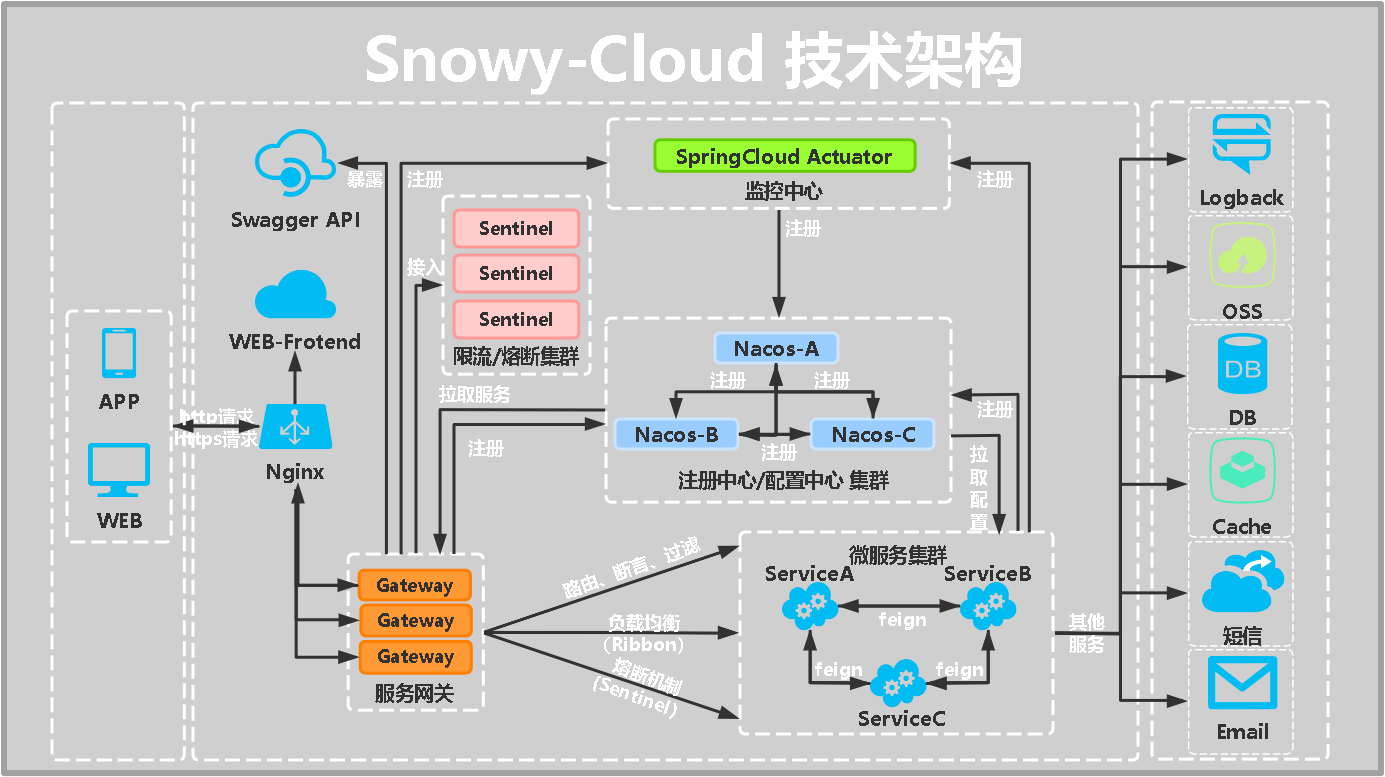 Snowy-Cloud 技术架构
APP
WEB
http请求
https请求
Swagger API
WEB-Frotend
Nginx
暴露
注册
接入
Sentinel
Sentinel
Sentinel
限流/熔断集群
SpringCloud Actuator
监控中心
注册
注册
Nacos-A
注册
注册
Nacos-B
Nacos-C
注册
注册中心/配置中心 集群
拉取服务
注册
注册
拉
取
配
置
Gateway
Gateway
Gateway
服务网关
路由、断言、过滤
负载均衡
（Ribbon）
熔断机制
(Sentinel)
微服务集群
ServiceA
ServiceB
feign
feign
feign
ServiceC
其他
服务
Logback
OSS
DB
DB
Cache
短信
Email